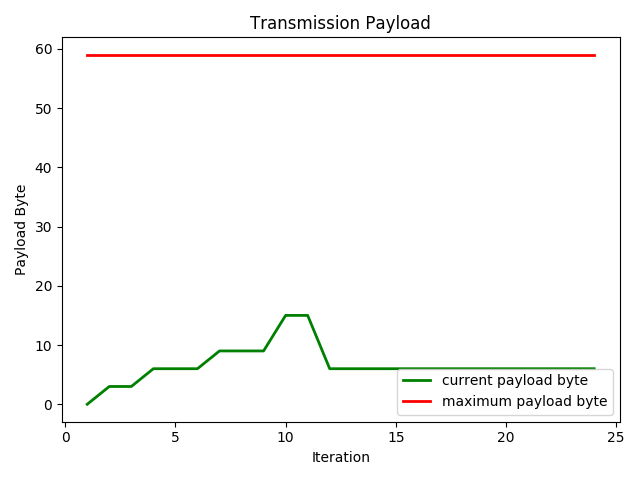 Transmission Payload
60
50
40
30
20
10
0
Payload Byte
current payload byte
maximum payload byte
0 5 10 15 20 25
Iteration